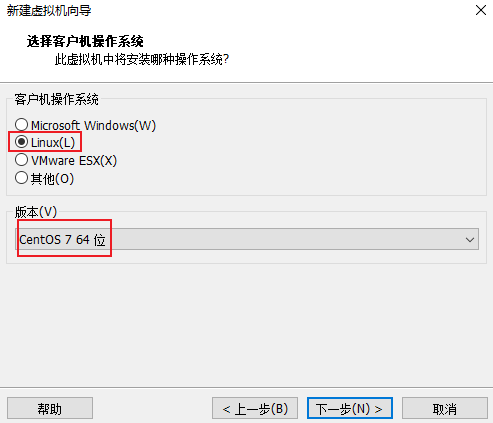 新建虚拟机向导
选择客户机操作系统
此虚拟机中将安装哪种操作系统?
客户机操作系统
Microsoft Windows(W)
Linux(L)
VMware ESX(X)
其他(O)
版本(V)
CentOS 7 64 位
帮助
< 上一步(B)
下一步(N) >
取消